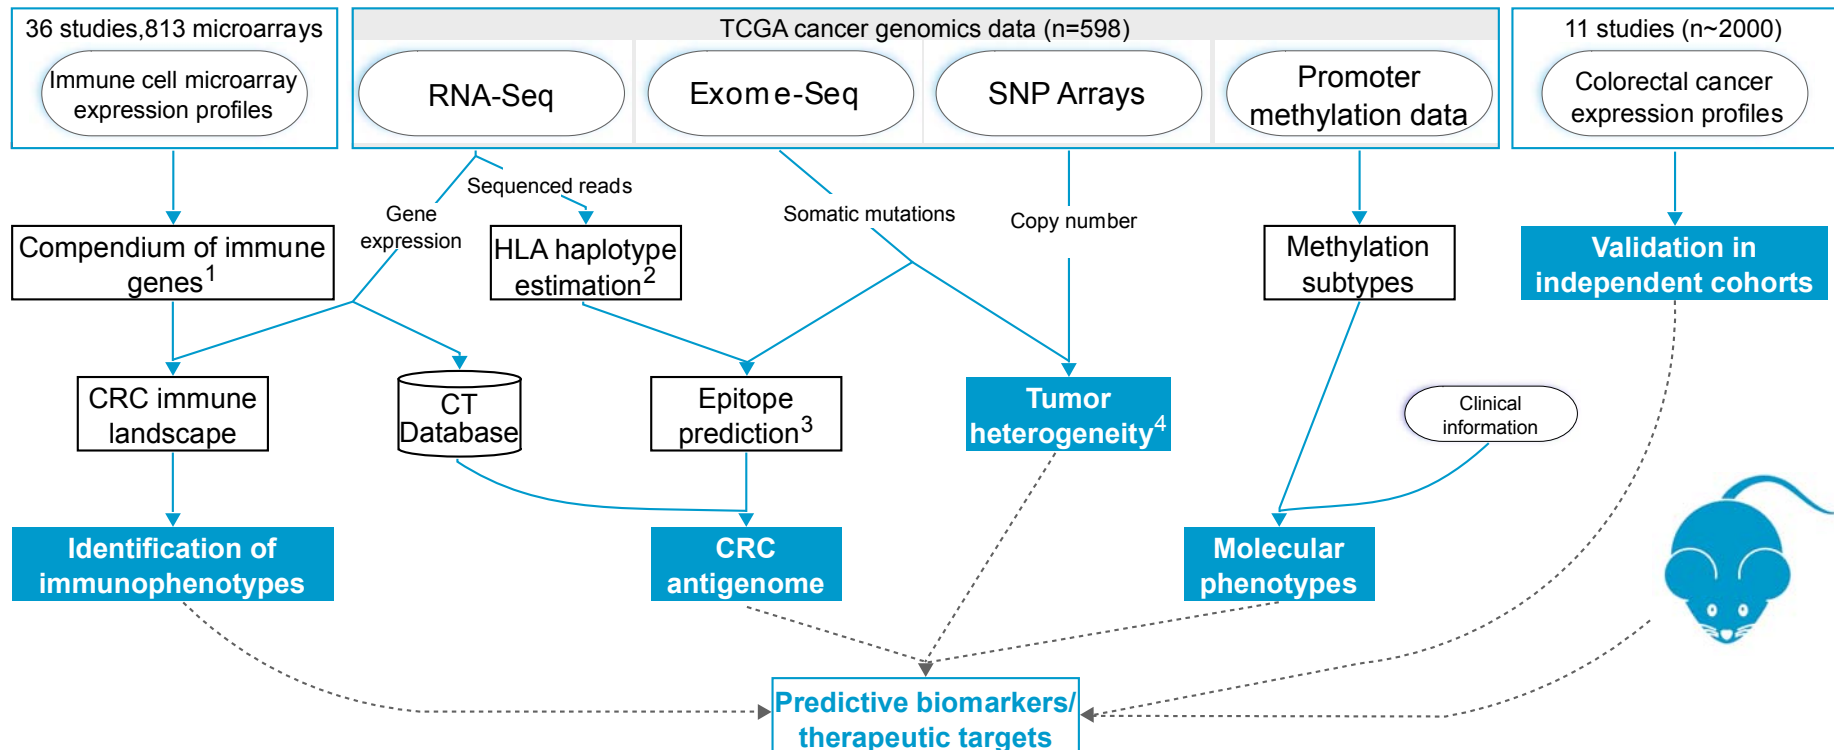 36 studies,813 microarrays
Immune cell microarray
expression profiles
TCGA cancer genomics data (n=598)
RNA-Seq
Exome-Seq
SNP Arrays
Promoter
methylation data
11 studies (n~2000)
Colorectal cancer
expression profiles
Sequenced reads
Gene
expression
Somatic mutations
Copy number
Compendium of immune
genes1
HLA haplotype
estimation2
Methylation
subtypes
Validation in
independent cohorts
CRC immune
landscape
CT
Database
Epitope
prediction3
Tumor
heterogeneity4
Clinical
information
Identification of
immunophenotypes
CRC
antigenome
Molecular
phenotypes
Predictive biomarkers/
therapeutic targets